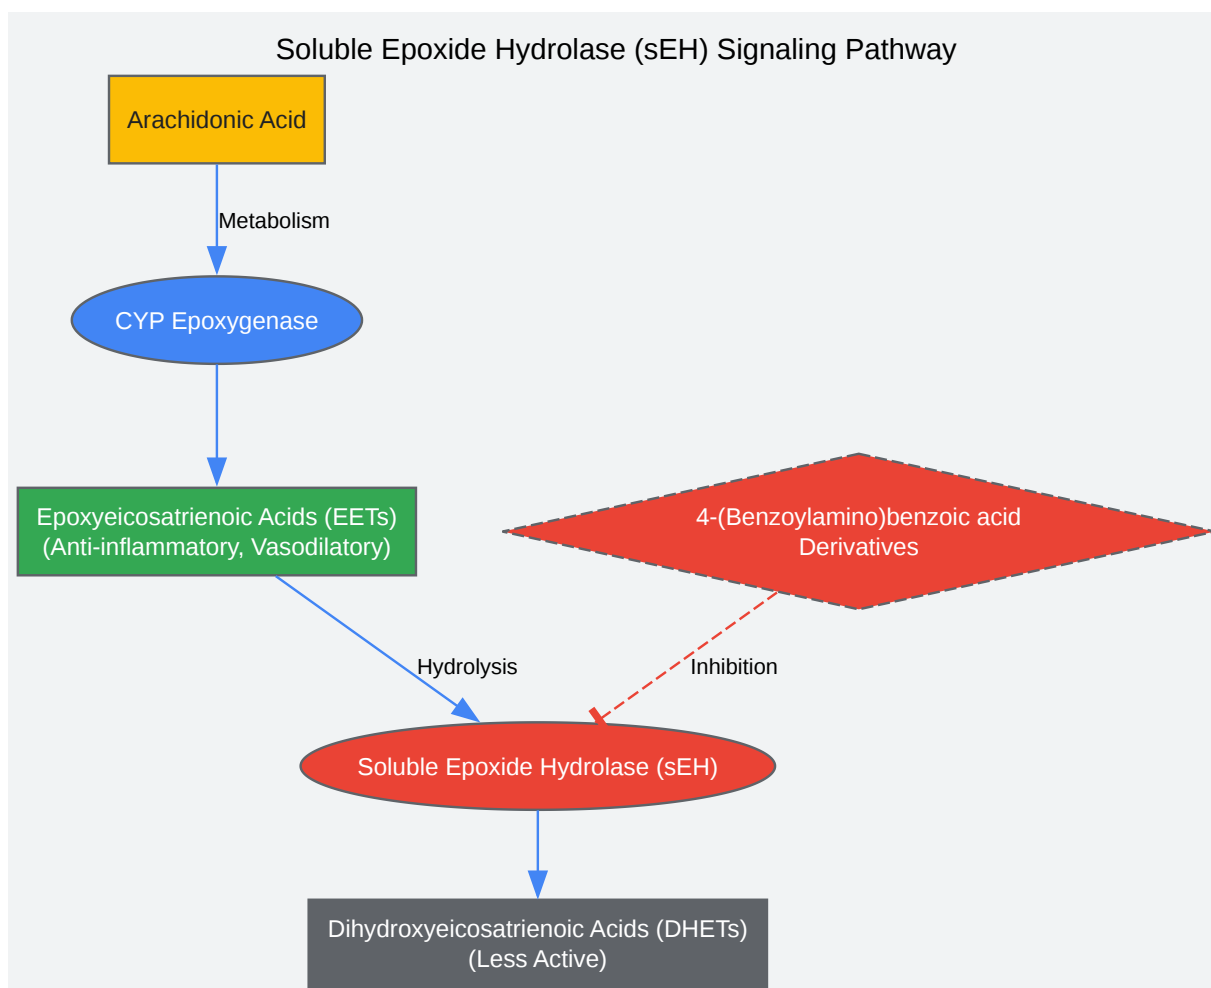 Soluble Epoxide Hydrolase (sEH) Signaling Pathway
Arachidonic Acid
Metabolism
CYP Epoxygenase
Epoxyeicosatrienoic Acids (EETs)
(Anti-inflammatory, Vasodilatory)
4-(Benzoylamino)benzoic acid
Derivatives
Hydrolysis
Inhibition
Soluble Epoxide Hydrolase (sEH)
Dihydroxyeicosatrienoic Acids (DHETs)
(Less Active)